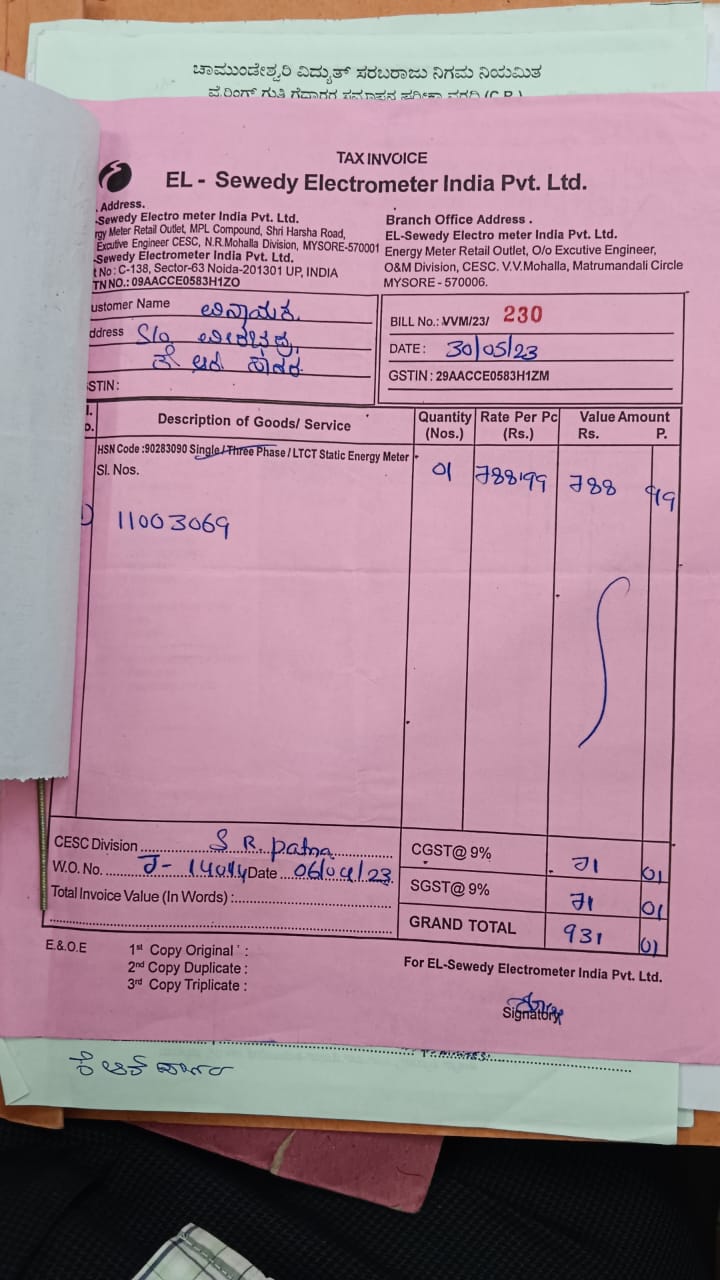 ಚಾಮುಂಡೇಶ್ವರಿ ವಿದ್ಯುತ್ ಸರಬರಾಜು ನಿಗಮ ನಿಯಮಿತ
TAX INVOICE
EL - Sewedy Electrometer India Pvt. Ltd.
Address.
-Sewedy Electro meter India Pvt. Ltd.
rgy Meter Retail Outlet, MPL Compound, Shri Harsha Road,
Excutive Engineer CESC, N.R.Mohalla Division, MYSORE-570001
-Sewedy Electrometer India Pvt. Ltd.
t No : C-138, Sector-63 Noida-201301 UP, INDIA
TN NO.: 09AACCE0583H1ZO
Branch Office Address .
EL-Sewedy Electro meter India Pvt. Ltd.
Energy Meter Retail Outlet, O/o Excutive Engineer,
O&M Division, CESC. V.V.Mohalla, Matrumandali Circle
MYSORE - 570006.
ustomer Name ವಿನಾಯಕ
ddress S/o ವೀರಭದ್ರ,
STIN:
BILL No.: VVM/23/ 230
DATE: 30/05/23
GSTIN : 29AACCE0583H1ZM
Description of Goods/ Service Quantity (Nos.) Rate Per Pc (Rs.) Value Amount Rs. P.
HSN Code :90283090 Single / Three Phase / LTCT Static Energy Meter
Sl. Nos. 01 788.99 788 99
11003069
CESC Division S R. Patna
W.O. No. J- 14044 Date 06/04/23
Total Invoice Value (In Words) :
CGST@ 9% 71 01
SGST@ 9% 71 01
GRAND TOTAL 931 01
E.& O.E 1st Copy Original :
2nd Copy Duplicate :
3rd Copy Triplicate :
For EL-Sewedy Electrometer India Pvt. Ltd.
Signatory